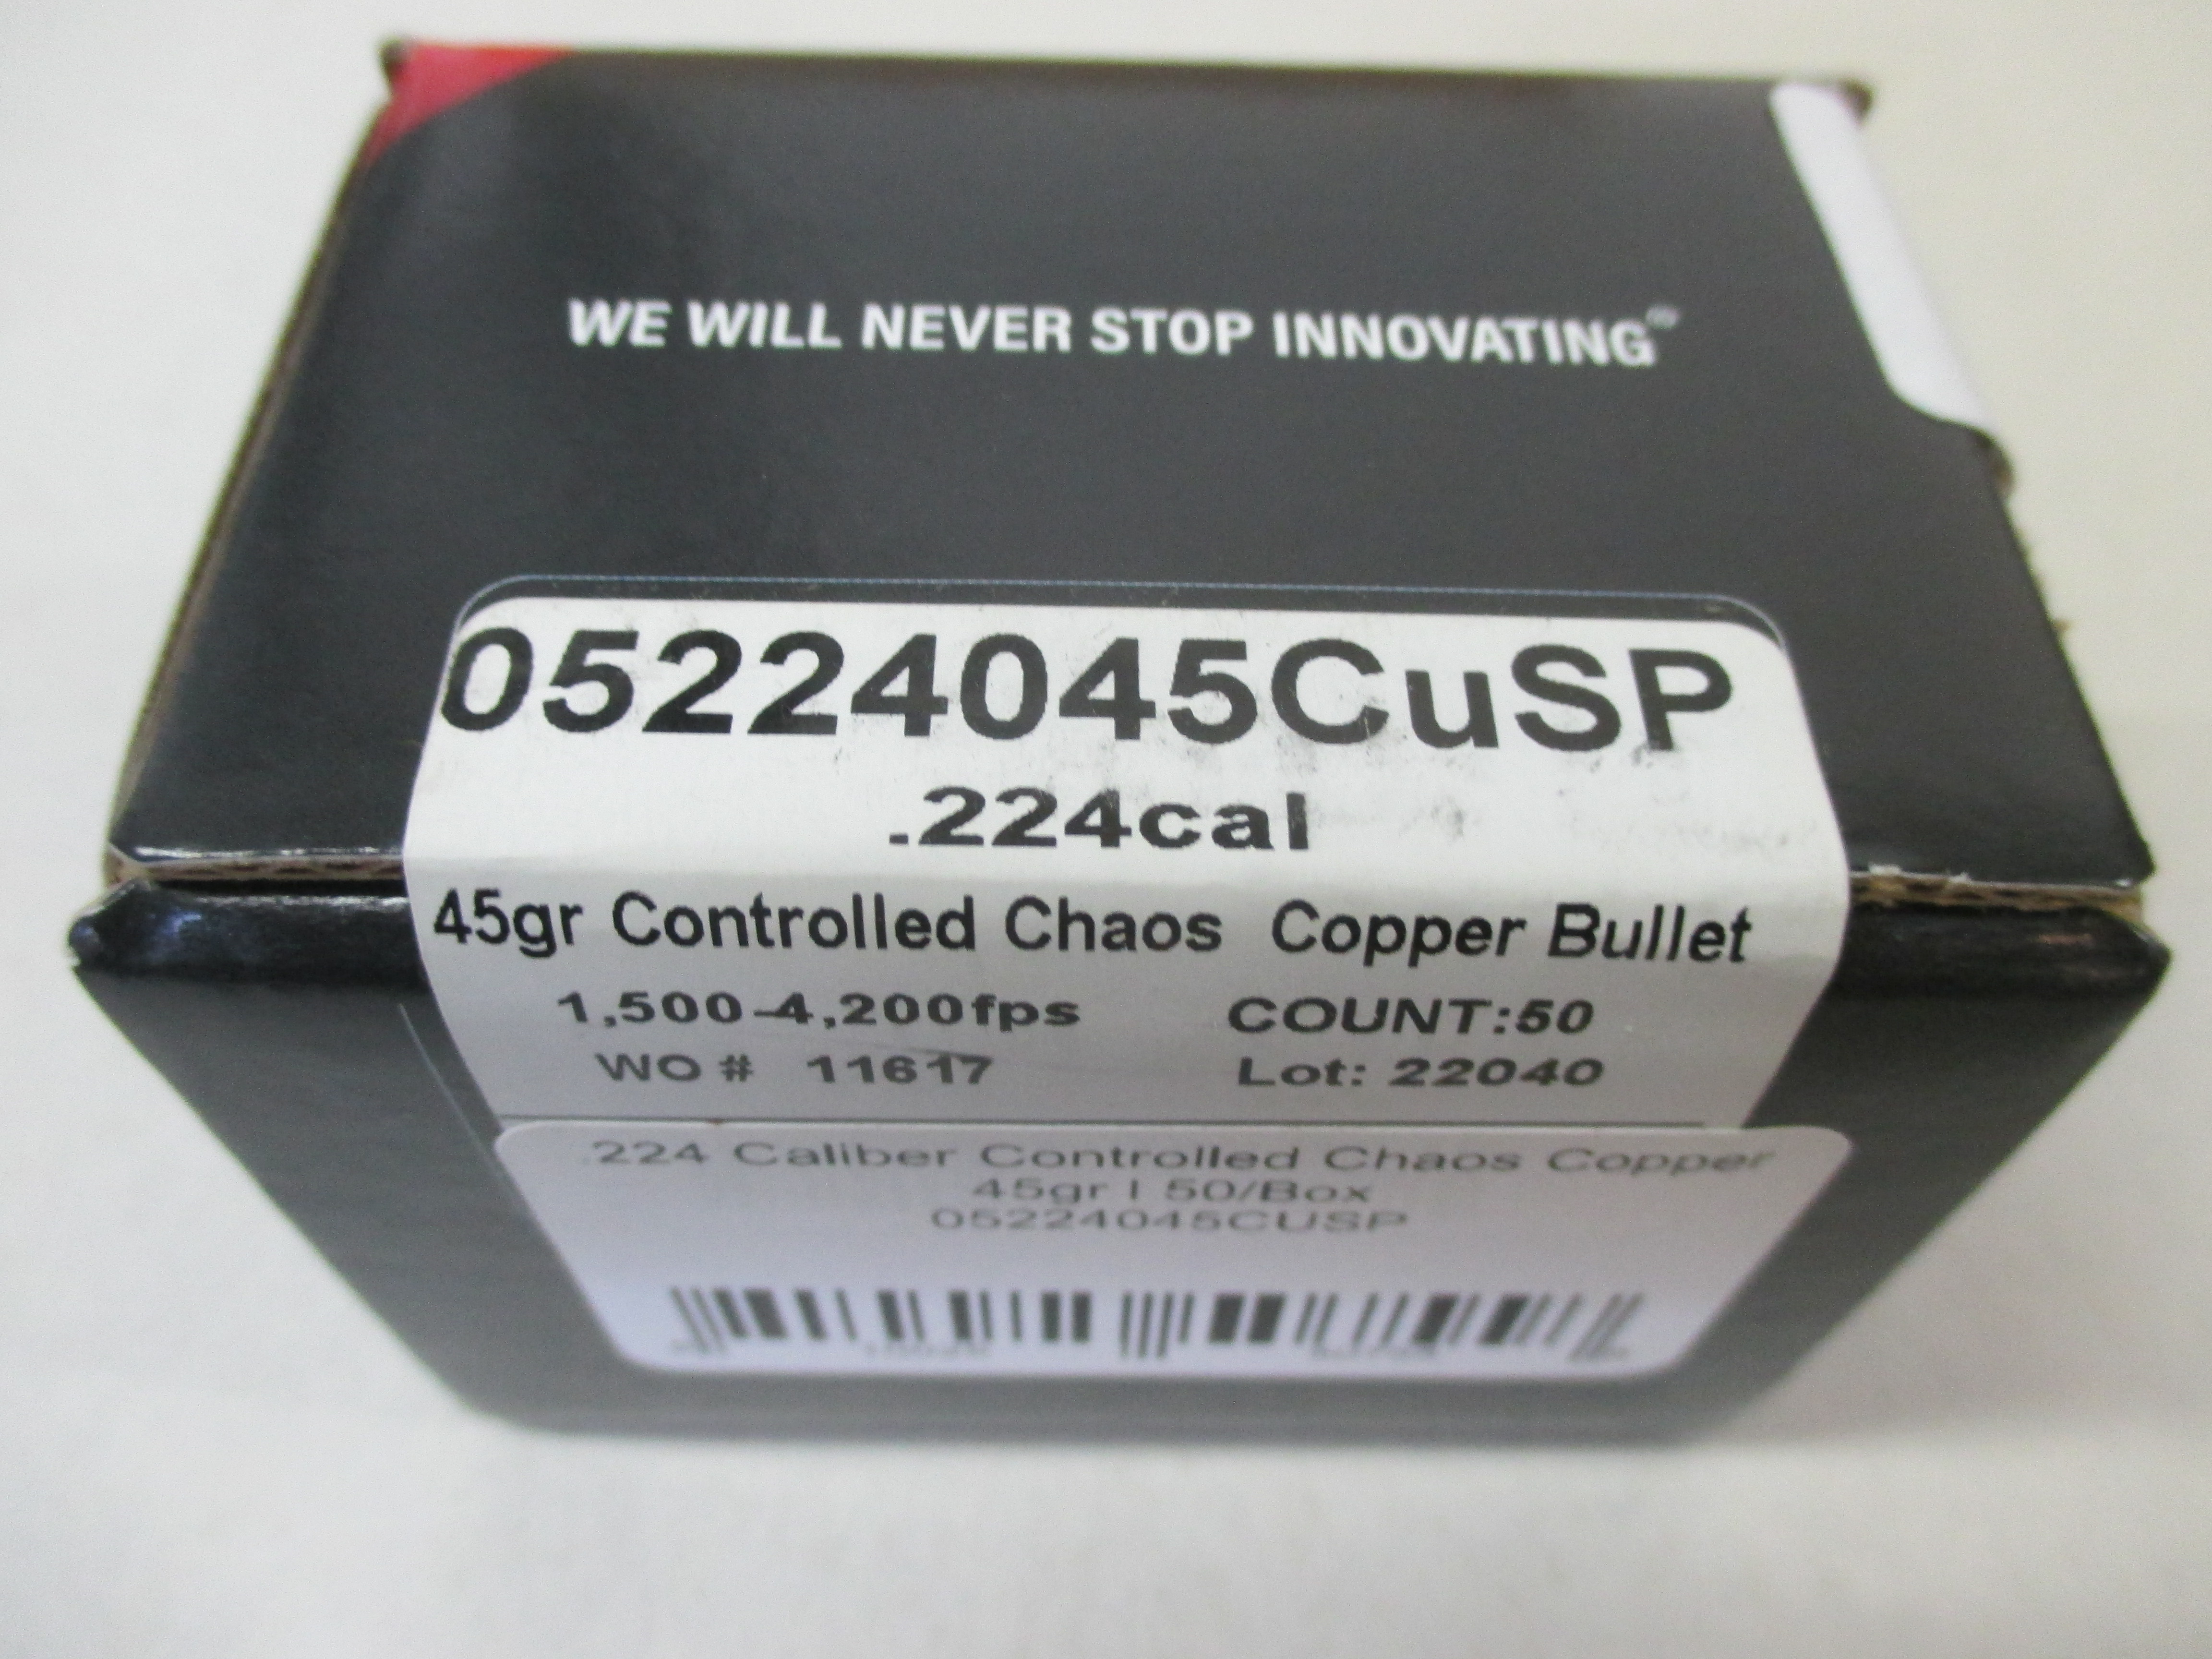 WE WILL NEVER STOP INNOVATING
05224045CuSP
.224cal
45gr Controlled Chaos Copper Bullet
1,500-4,200fps COUNT:50
WO # 11617 Lot: 22040
.224 Caliber Controlled Chaos Copper
45gr | 50/Box
05224045CUSP